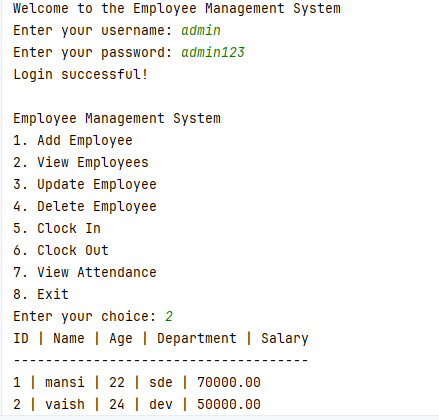 Welcome to the Employee Management System
Enter your username: admin
Enter your password: admin123
Login successful!
Employee Management System
1. Add Employee
2. View Employees
3. Update Employee
4. Delete Employee
5. Clock In
6. Clock Out
7. View Attendance
8. Exit
Enter your choice: 2
ID | Name | Age | Department | Salary
-------------------------------------
1 | mansi | 22 | sde | 70000.00
2 | vaish | 24 | dev | 50000.00